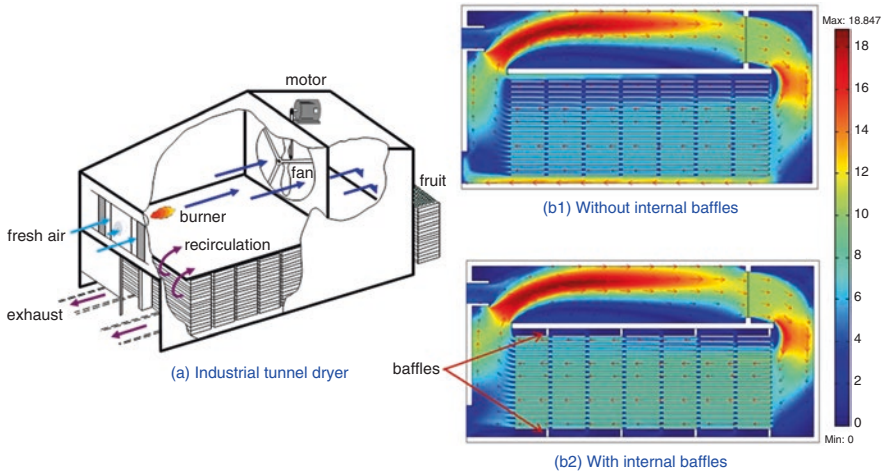 motor
fan
fruit
burner
fresh air
recirculation
exhaust
(a) Industrial tunnel dryer
Max: 18.847
18
16
14
12
10
8
6
4
2
0
Min: 0
(b1) Without internal baffles
baffles
(b2) With internal baffles